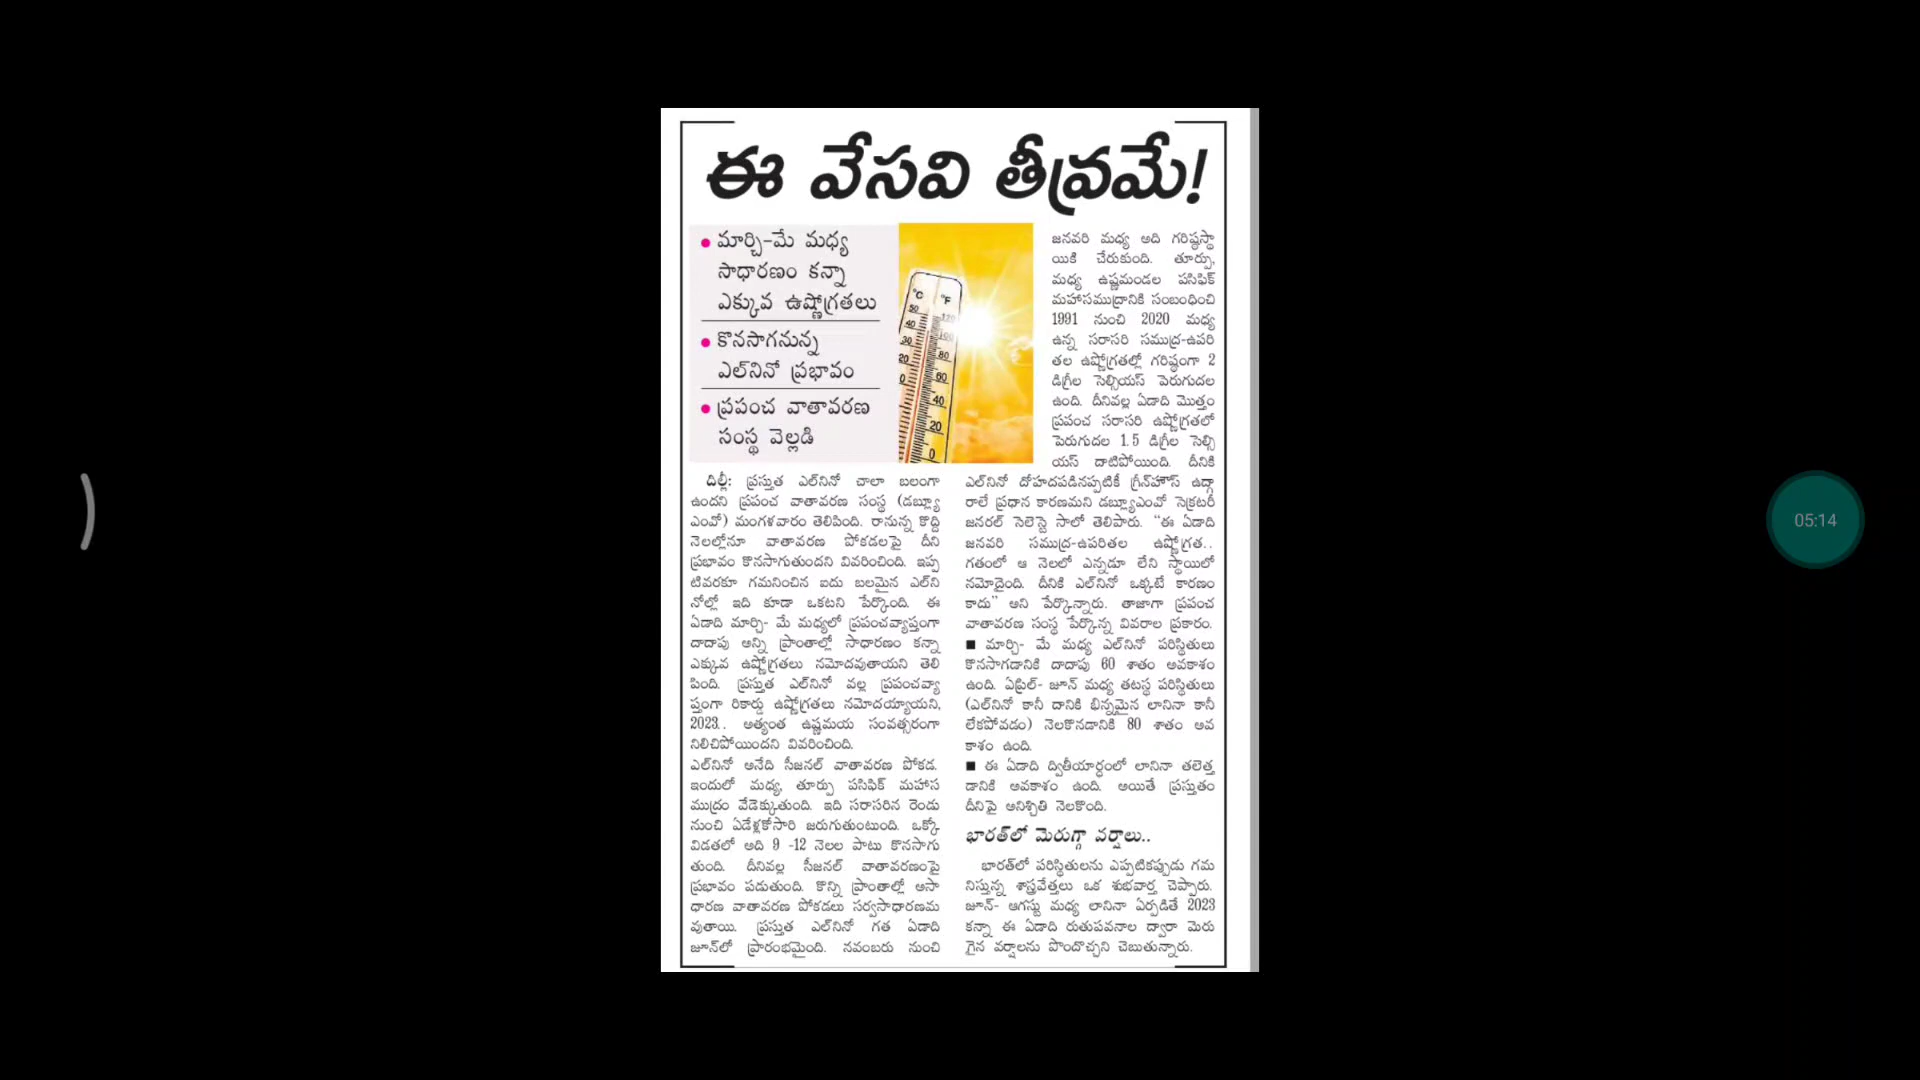 ఈ వేసవి తీవ్రమే!
• మార్చి-మే మధ్య
సాధారణం కన్నా
ఎక్కువ ఉష్ణోగ్రతలు
• కొనసాగనున్న
ఎల్‌నినో ప్రభావం
• ప్రపంచ వాతావరణ
సంస్థ వెల్లడి
°C °F
50 120
40 100
30 80
20 60
0 40
20
0
దిల్లీ: ప్రస్తుత ఎల్‌నినో చాలా బలంగా
ఉందని ప్రపంచ వాతావరణ సంస్థ (డబ్ల్యూ
ఎంవో) మంగళవారం తెలిపింది. రానున్న కొద్ది
నెలల్లోనూ వాతావరణ పోకడలపై దీని
ప్రభావం కొనసాగుతుందని వివరించింది. ఇప్ప
టివరకూ గమనించిన ఐదు బలమైన ఎల్‌ని
నోల్లో ఇది కూడా ఒకటని పేర్కొంది. ఈ
ఏడాది మార్చి- మే మధ్యలో ప్రపంచవ్యాప్తంగా
దాదాపు అన్ని ప్రాంతాల్లో సాధారణం కన్నా
ఎక్కువ ఉష్ణోగ్రతలు నమోదవుతాయని తెలి
పింది. ప్రస్తుత ఎల్‌నినో వల్ల ప్రపంచవ్యా
ప్తంగా రికార్డు ఉష్ణోగ్రతలు నమోదయ్యాయని,
2023.. అత్యంత ఉష్ణమయ సంవత్సరంగా
నిలిచిపోయిందని వివరించింది.
ఎల్‌నినో అనేది సీజనల్ వాతావరణ పోకడ.
ఇందులో మధ్య, తూర్పు పసిఫిక్ మహాస
ముద్రం వేడెక్కుతుంది. ఇది సరాసరిన రెండు
నుంచి ఏడేళ్లకోసారి జరుగుతుంటుంది. ఒక్కో
విడతలో అది 9 -12 నెలల పాటు కొనసాగు
తుంది. దీనివల్ల సీజనల్ వాతావరణంపై
ప్రభావం పడుతుంది. కొన్ని ప్రాంతాల్లో అసా
ధారణ వాతావరణ పోకడలు సర్వసాధారణమ
వుతాయి. ప్రస్తుత ఎల్‌నినో గత ఏడాది
జూన్‌లో ప్రారంభమైంది. నవంబరు నుంచి
జనవరి మధ్య అది గరిష్ఠస్థా
యికి చేరుకుంది. తూర్పు,
మధ్య ఉష్ణమండల పసిఫిక్
మహాసముద్రానికి సంబంధించి
1991 నుంచి 2020 మధ్య
ఉన్న సరాసరి సముద్ర-ఉపరి
తల ఉష్ణోగ్రతల్లో గరిష్ఠంగా 2
డిగ్రీల సెల్సియస్ పెరుగుదల
ఉంది. దీనివల్ల ఏడాది మొత్తం
ప్రపంచ సరాసరి ఉష్ణోగ్రతలో
పెరుగుదల 1.5 డిగ్రీల సెల్సి
యస్ దాటిపోయింది. దీనికి
ఎల్‌నినో దోహదపడినప్పటికీ గ్రీన్‌హౌస్ ఉద్గా
రాలే ప్రధాన కారణమని డబ్ల్యూఎంవో సెక్రటరీ
జనరల్ సెలెస్టె సాలో తెలిపారు. ‘‘ఈ ఏడాది
జనవరి సముద్ర-ఉపరితల ఉష్ణోగ్రత..
గతంలో ఆ నెలలో ఎన్నడూ లేని స్థాయిలో
నమోదైంది. దీనికి ఎల్‌నినో ఒక్కటే కారణం
కాదు’’ అని పేర్కొన్నారు. తాజాగా ప్రపంచ
వాతావరణ సంస్థ పేర్కొన్న వివరాల ప్రకారం.
■ మార్చి- మే మధ్య ఎల్‌నినో పరిస్థితులు
కొనసాగడానికి దాదాపు 60 శాతం అవకాశం
ఉంది. ఏప్రిల్- జూన్ మధ్య తటస్థ పరిస్థితులు
(ఎల్‌నినో కానీ దానికి భిన్నమైన లానినా కానీ
లేకపోవడం) నెలకొనడానికి 80 శాతం అవ
కాశం ఉంది.
■ ఈ ఏడాది ద్వితీయార్ధంలో లానినా తలెత్త
డానికి అవకాశం ఉంది. అయితే ప్రస్తుతం
దీనిపై అనిశ్చితి నెలకొంది.
భారత్‌లో మెరుగ్గా వర్షాలు..
భారత్‌లో పరిస్థితులను ఎప్పటికప్పుడు గమ
నిస్తున్న శాస్త్రవేత్తలు ఒక శుభవార్త చెప్పారు.
జూన్- ఆగస్టు మధ్య లానినా ఏర్పడితే 2023
కన్నా ఈ ఏడాది రుతుపవనాల ద్వారా మెరు
గైన వర్షాలను పొందొచ్చని చెబుతున్నారు.
05:14